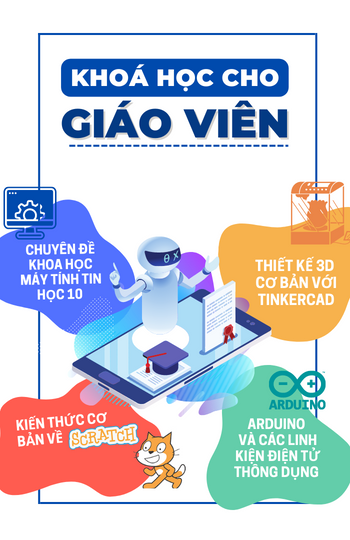 KHOÁ HỌC CHO
GIÁO VIÊN
CHUYÊN ĐỀ
KHOA HỌC
MÁY TÍNH TIN
HỌC 10
THIẾT KẾ 3D
CƠ BẢN VỚI
TINKERCAD
KIẾN THỨC CƠ
BẢN VỀ SCRATCH
ARDUINO
ARDUINO
VÀ CÁC LINH
KIỆN ĐIỆN TỬ
THÔNG DỤNG